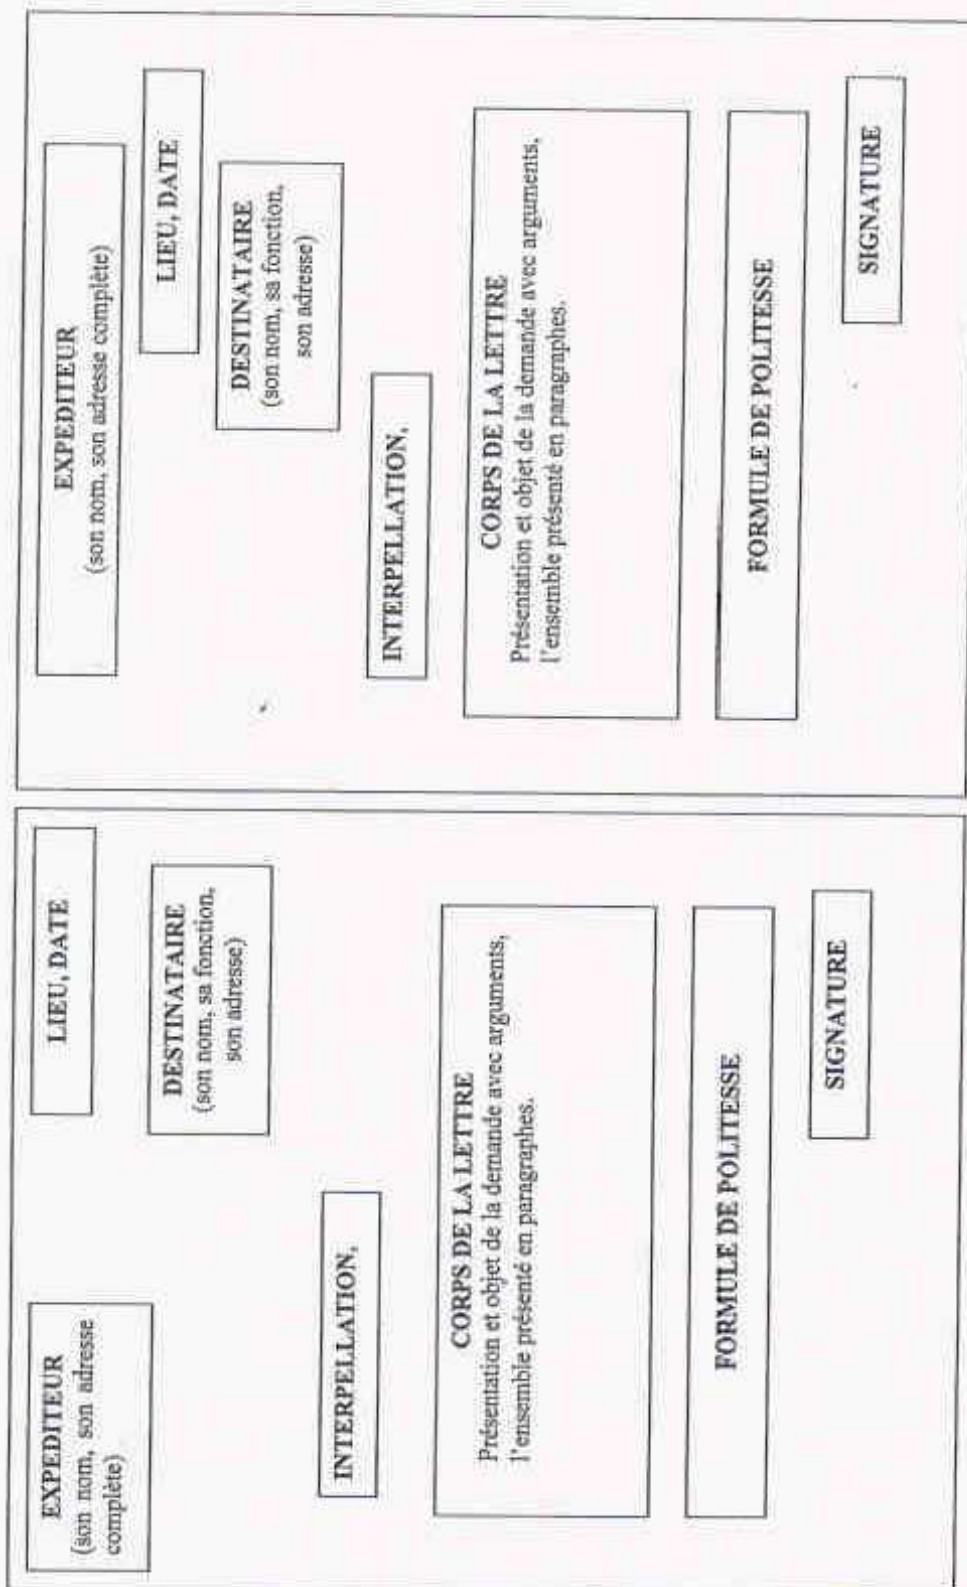 EXPEDITEUR
(son nom, son adresse
complète)
LIEU, DATE
DESTINATAIRE
(son nom, sa fonction,
son adresse)
INTERPELLATION,
CORPS DE LA LETTRE
Présentation et objet de la demande avec arguments,
l'ensemble présenté en paragraphes.
FORMULE DE POLITESSE
SIGNATURE
EXPEDITEUR
(son nom, son adresse complète)
LIEU, DATE
DESTINATAIRE
(son nom, sa fonction,
son adresse)
INTERPELLATION,
CORPS DE LA LETTRE
Présentation et objet de la demande avec arguments,
l'ensemble présenté en paragraphes.
FORMULE DE POLITESSE
SIGNATURE